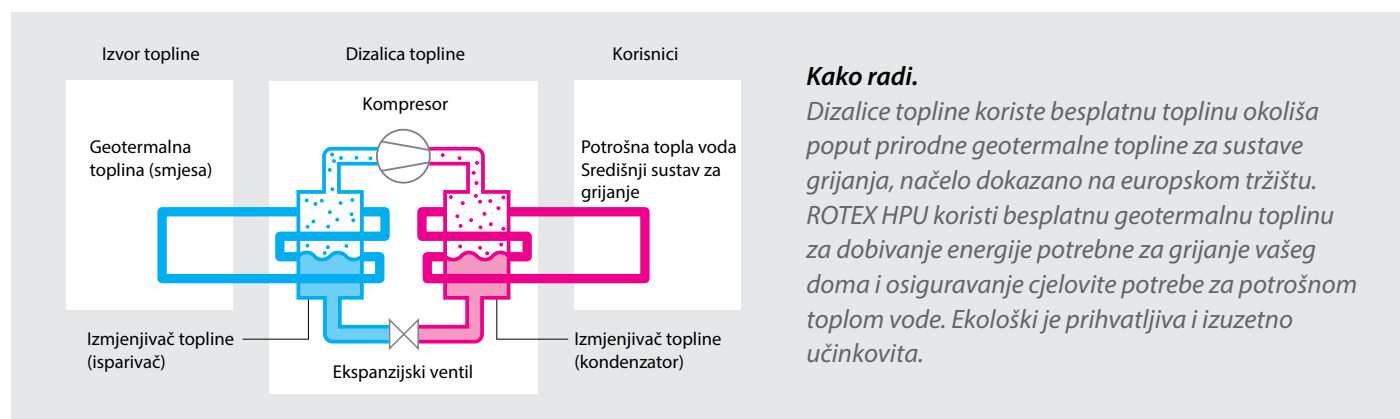 Izvor topline
Dizalica topline
Korisnici
Kompresor
Geotermalna
toplina (smjesa)
Potrošna topla voda
Središnji sustav za
grijanje
Izmjenjivač topline
(isparivač)
Izmjenjivač topline
(kondenzator)
Ekspanzijski ventil
Kako radi.
Dizalice topline koriste besplatnu toplinu okoliša
poput prirodne geotermalne topline za sustave
grijanja, načelo dokazano na europskom tržištu.
ROTEX HPU koristi besplatnu geotermalnu toplinu
za dobivanje energije potrebne za grijanje vašeg
doma i osiguravanje cjelovite potrebe za potrošnom
toplom vode. Ekološki je prihvatljiva i izuzetno
učinkovita.